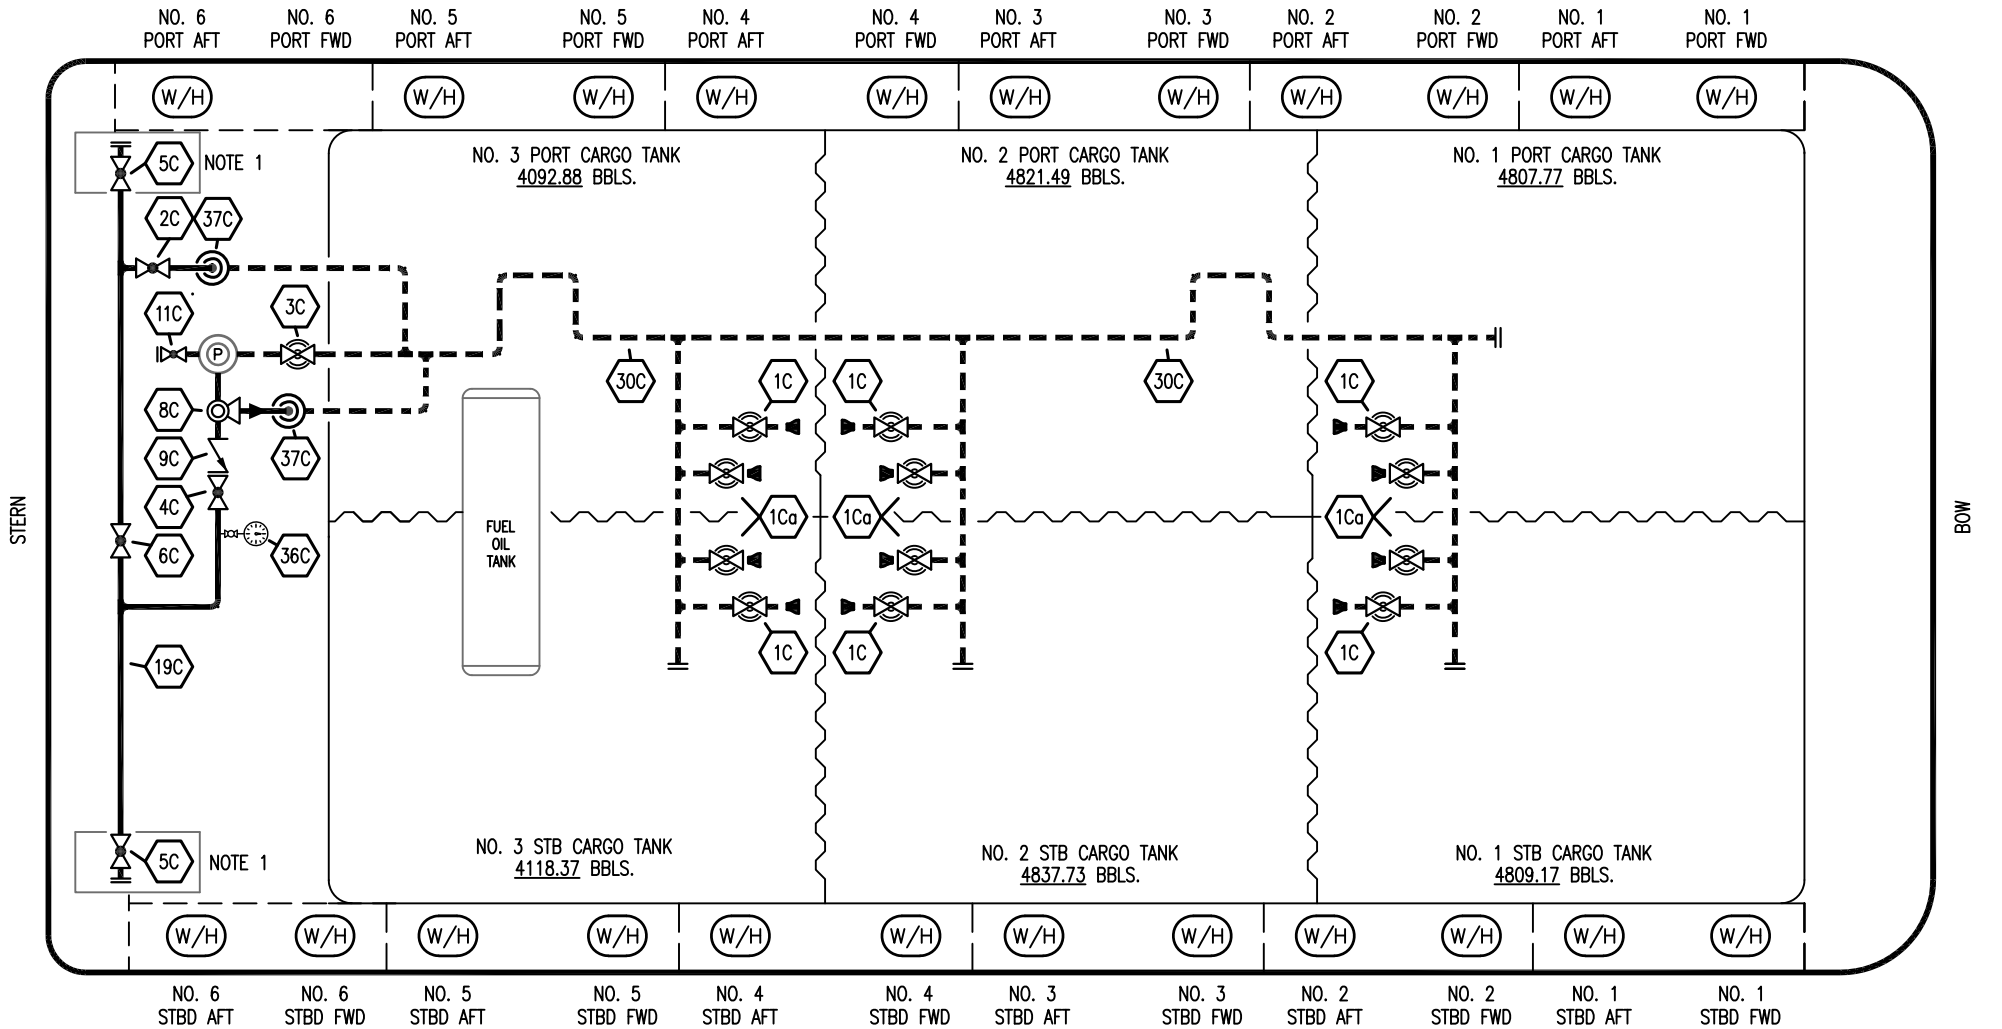 NO. 6 NO. 6 NO. 5 NO. 5 NO. 4 NO. 4 NO. 3 NO. 3 NO. 2 NO. 2 NO. 1 NO. 1
PORT AFT PORT FWD PORT AFT PORT FWD PORT AFT PORT FWD PORT AFT PORT FWD PORT AFT PORT FWD PORT AFT PORT FWD
W/H W/H W/H W/H W/H W/H W/H W/H W/H W/H W/H
5C NOTE 1
NO. 3 PORT CARGO TANK
4092.88 BBLS.
NO. 2 PORT CARGO TANK
4821.49 BBLS.
NO. 1 PORT CARGO TANK
4807.77 BBLS.
2C 37C
11C 3C
P
30C 1C 1C 30C 1C
8C
9C 37C
4C
1Ca 1Ca 1Ca
STERN
FUEL
OIL
TANK
BOW
6C 36C
1C 1C 1C
19C
NO. 3 STB CARGO TANK
4118.37 BBLS.
NO. 2 STB CARGO TANK
4837.73 BBLS.
NO. 1 STB CARGO TANK
4809.17 BBLS.
5C NOTE 1
W/H W/H W/H W/H W/H W/H W/H W/H W/H W/H W/H W/H
NO. 6 NO. 6 NO. 5 NO. 5 NO. 4 NO. 4 NO. 3 NO. 3 NO. 2 NO. 2 NO. 1 NO. 1
STBD AFT STBD FWD STBD AFT STBD FWD STBD AFT STBD FWD STBD AFT STBD FWD STBD AFT STBD FWD STBD AFT STBD FWD